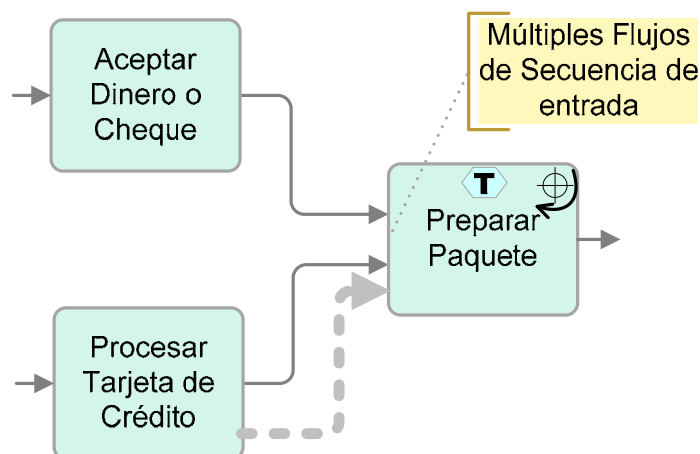 Aceptar
Dinero o
Cheque
Múltiples Flujos
de Secuencia de
entrada
T
Preparar
Paquete
Procesar
Tarjeta de
Crédito